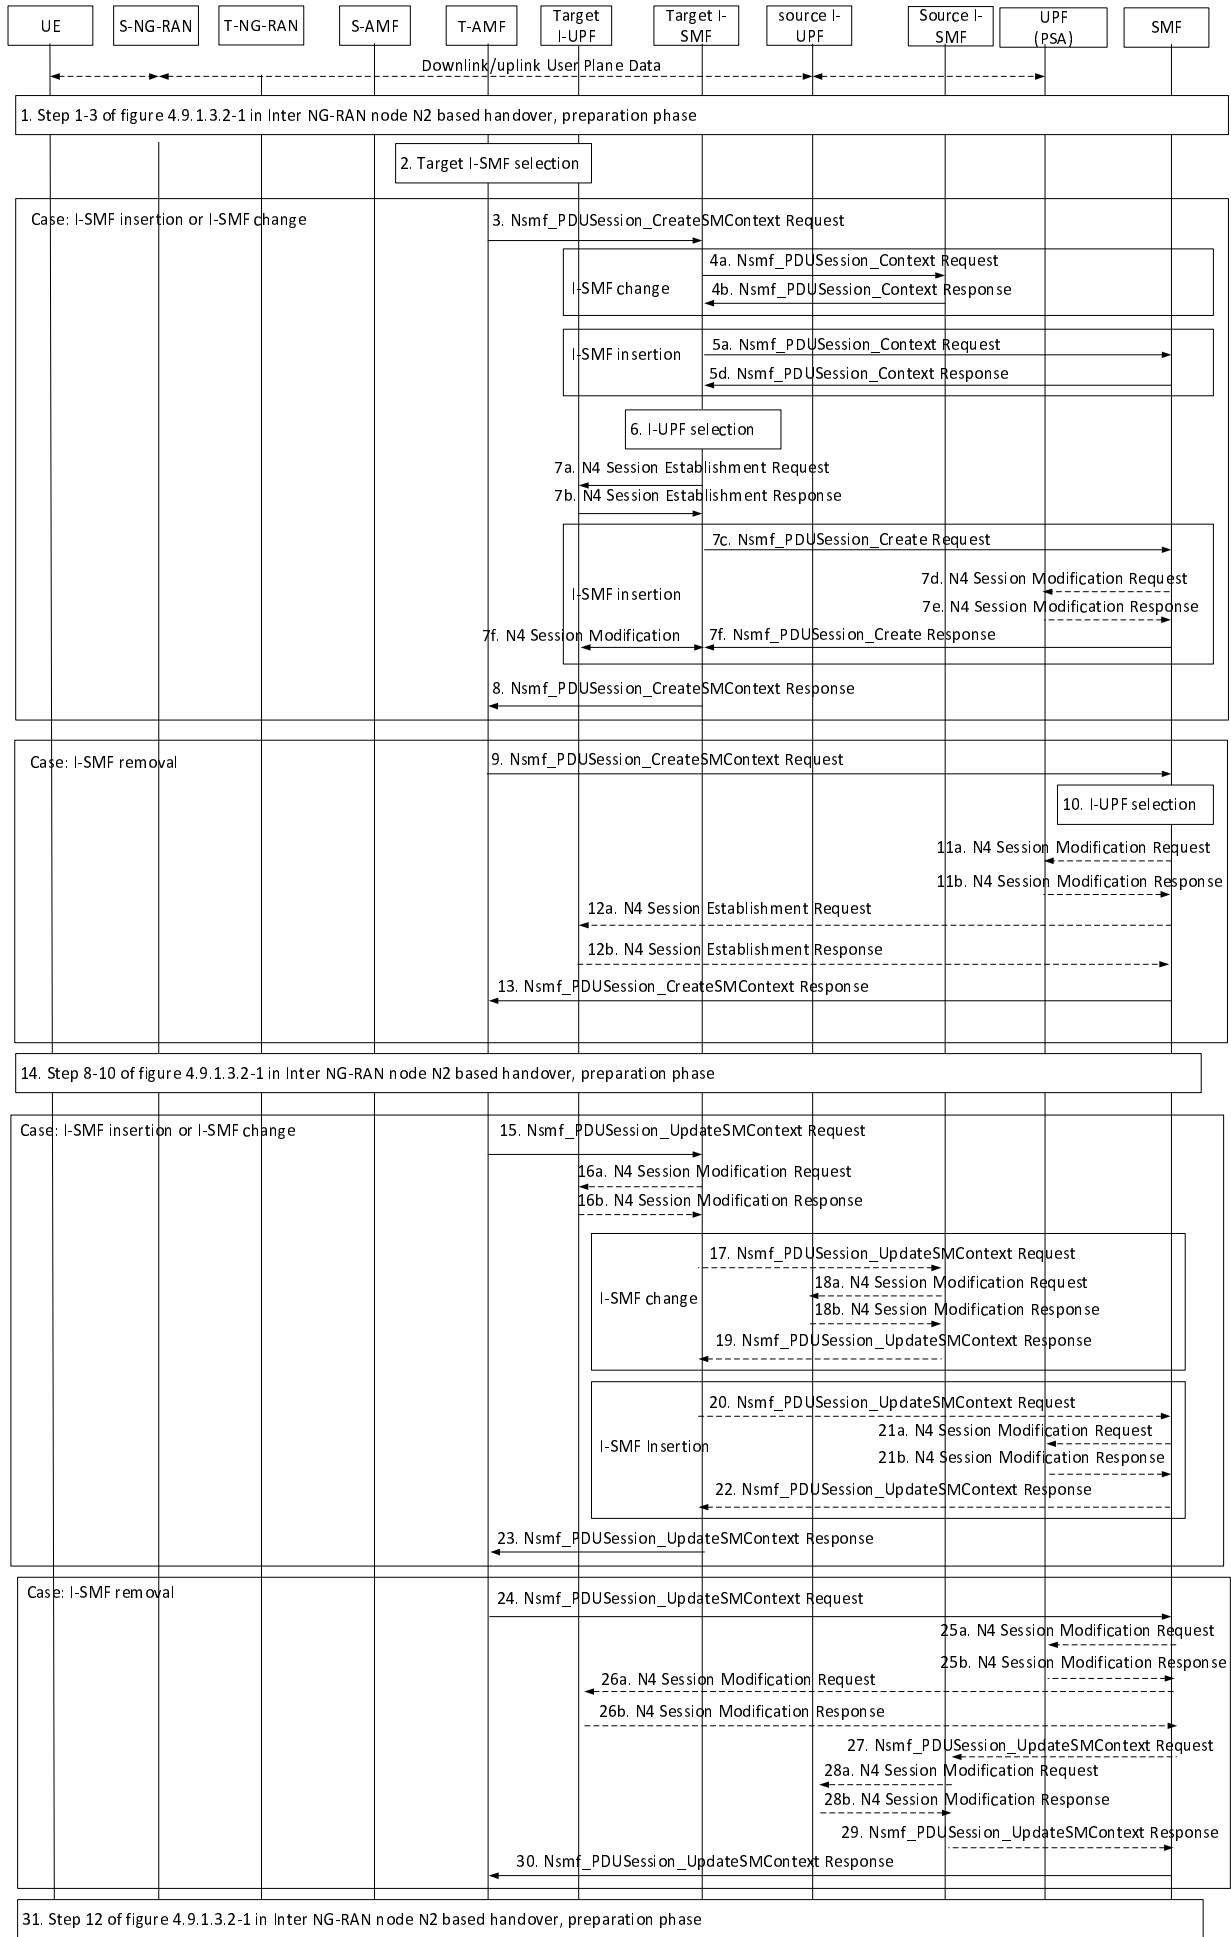 UE
S-NG-RAN
T-NG-RAN
S-AMF
T-AMF
Target
I-UPF
Target I-
SMF
source I-
UPF
Source I-
SMF
UPF
(PSA)
SMF
Downlink/uplink User Plane Data
1. Step 1-3 of figure 4.9.1.3.2-1 in Inter NG-RAN node N2 based handover, preparation phase
2. Target I-SMF selection
Case: I-SMF insertion or I-SMF change
3. Nsmf_PDUSession_CreateSMContext Request
4a. Nsmf_PDUSession_Context Request
I-SMF change
4b. Nsmf_PDUSession_Context Response
5a. Nsmf_PDUSession_Context Request
I-SMF insertion
5d. Nsmf_PDUSession_Context Response
6. I-UPF selection
7a. N4 Session Establishment Request
7b. N4 Session Establishment Response
7c. Nsmf_PDUSession_Create Request
7d. N4 Session Modification Request
I-SMF insertion
7e. N4 Session Modification Response
7f. N4 Session Modification
7f. Nsmf_PDUSession_Create Response
8. Nsmf_PDUSession_CreateSMContext Response
Case: I-SMF removal
9. Nsmf_PDUSession_CreateSMContext Request
10. I-UPF selection
11a. N4 Session Modification Request
11b. N4 Session Modification Response
12a. N4 Session Establishment Request
12b. N4 Session Establishment Response
13. Nsmf_PDUSession_CreateSMContext Response
14. Step 8-10 of figure 4.9.1.3.2-1 in Inter NG-RAN node N2 based handover, preparation phase
Case: I-SMF insertion or I-SMF change
15. Nsmf_PDUSession_UpdateSMContext Request
16a. N4 Session Modification Request
16b. N4 Session Modification Response
17. Nsmf_PDUSession_UpdateSMContext Request
18a. N4 Session Modification Request
I-SMF change
18b. N4 Session Modification Response
19. Nsmf_PDUSession_UpdateSMContext Response
20. Nsmf_PDUSession_UpdateSMContext Request
21a. N4 Session Modification Request
I-SMF Insertion
21b. N4 Session Modification Response
22. Nsmf_PDUSession_UpdateSMContext Response
23. Nsmf_PDUSession_UpdateSMContext Response
Case: I-SMF removal
24. Nsmf_PDUSession_UpdateSMContext Request
25a. N4 Session Modification Request
25b. N4 Session Modification Response
26a. N4 Session Modification Request
26b. N4 Session Modification Response
27. Nsmf_PDUSession_UpdateSMContext Request
28a. N4 Session Modification Request
28b. N4 Session Modification Response
29. Nsmf_PDUSession_UpdateSMContext Response
30. Nsmf_PDUSession_UpdateSMContext Response
31. Step 12 of figure 4.9.1.3.2-1 in Inter NG-RAN node N2 based handover, preparation phase